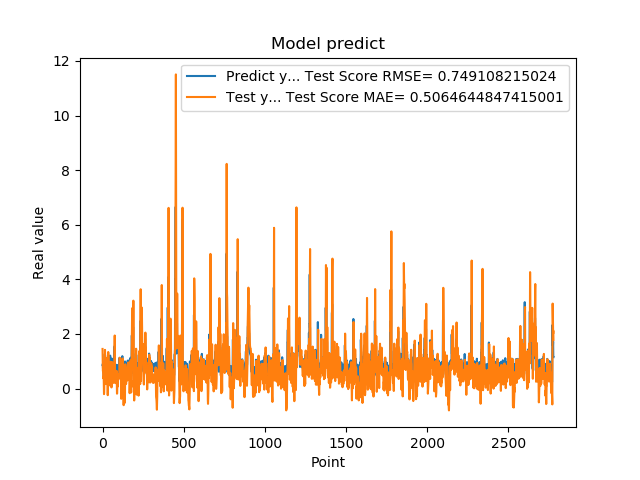 Model predict
Predict y... Test Score RMSE= 0.749108215024
Test y... Test Score MAE= 0.5064644847415001
12
10
8
6
4
2
0
Real value
0 500 1000 1500 2000 2500
Point